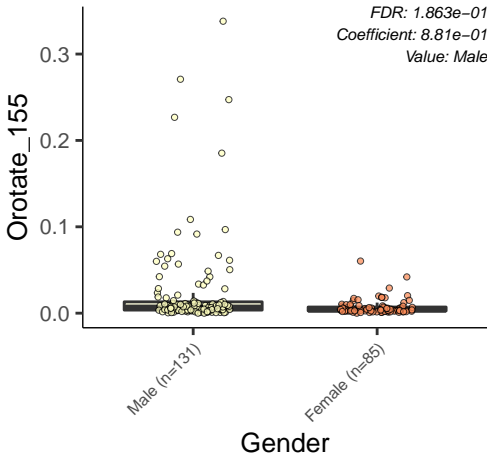 FDR: 1.863e−01
Coefficient: 8.81e−01
Value: Male
Orotate_155
0.3
0.2
0.1
0.0
Male (n=131)
Female (n=85)
Gender